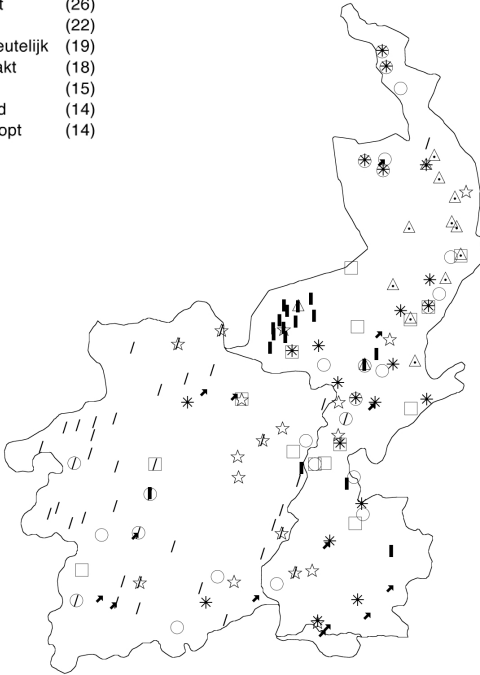 t (26)
(22)
eutelijk (19)
akt (18)
(15)
d (14)
opt (14)